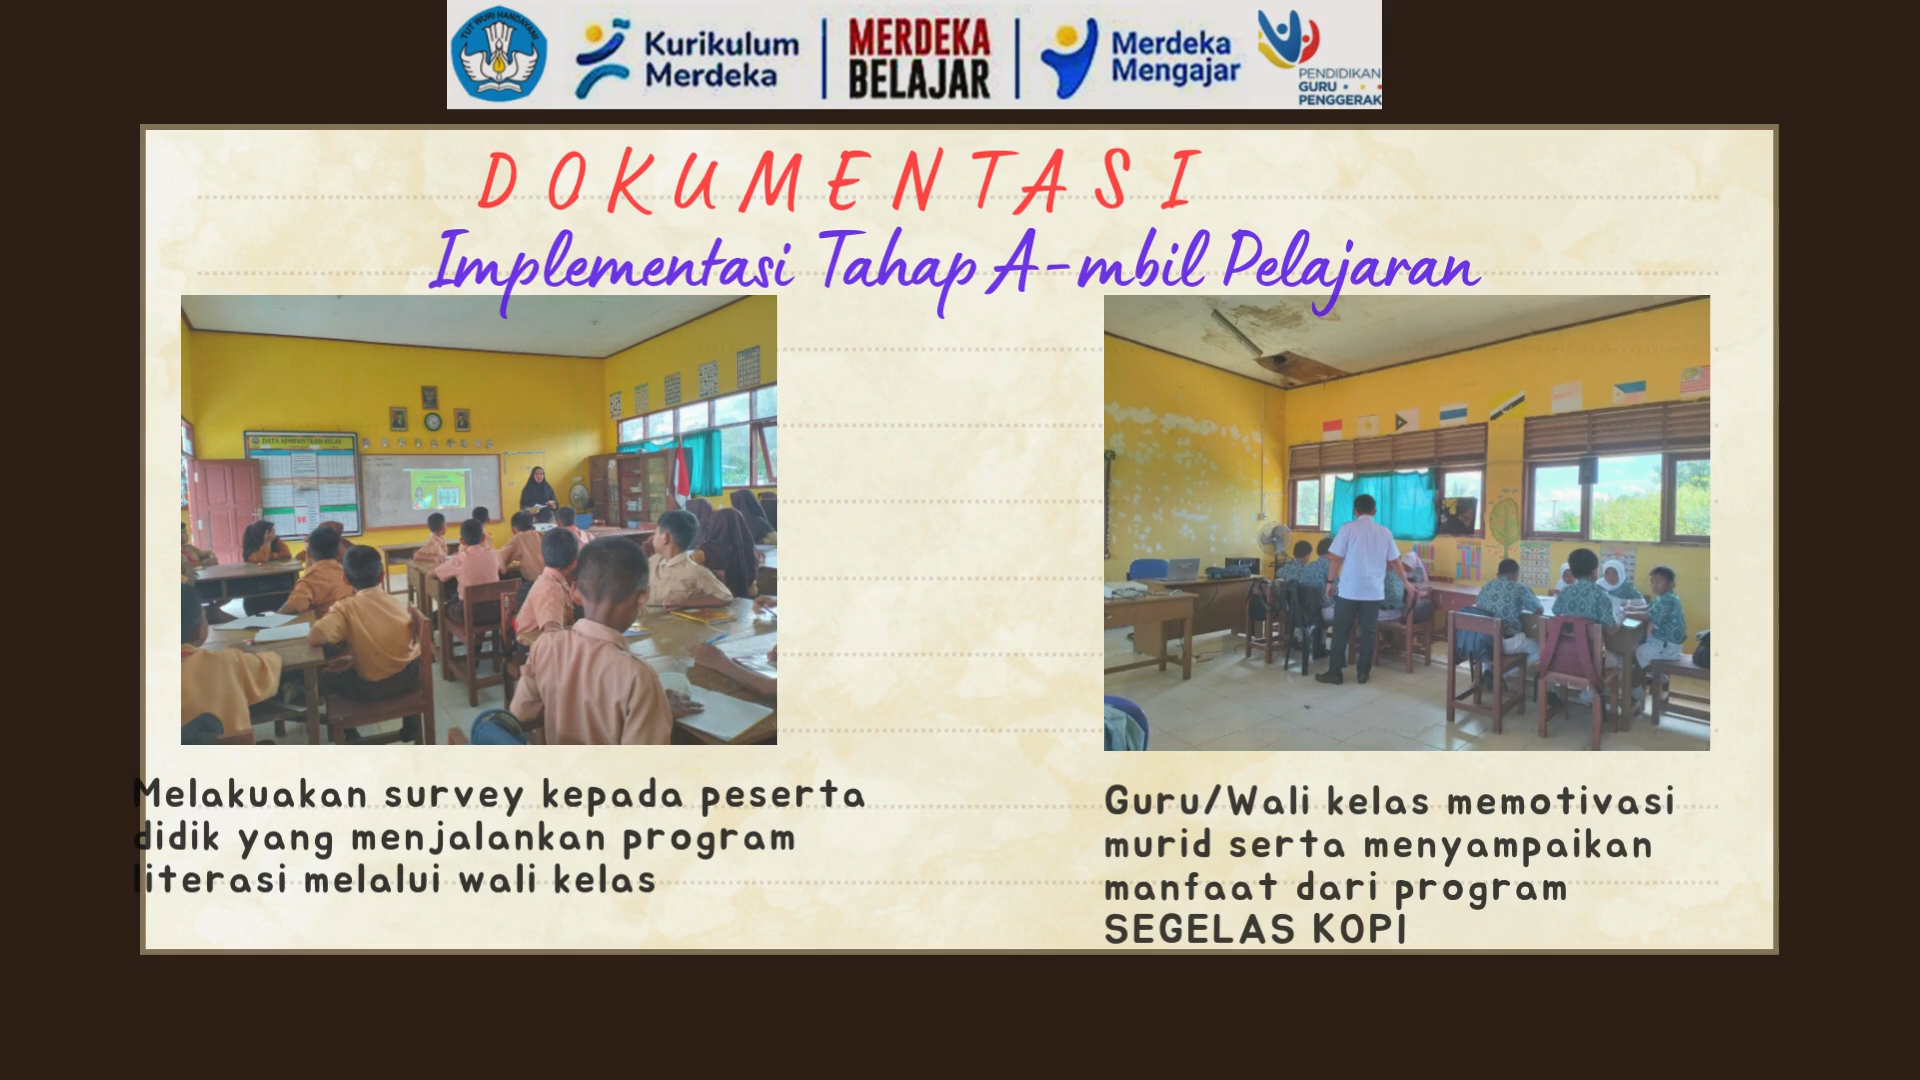 TUT WURI HANDAYANI
Kurikulum
Merdeka
MERDEKA
BELAJAR
Merdeka
Mengajar
PENDIDIKAN
GURU
PENGGERAK
DOKUMENTASI
Implementasi Tahap A-mbil Pelajaran
DATA ADMINISTRASI KELAS
Melakuakan survey kepada peserta
didik yang menjalankan program
literasi melalui wali kelas
Guru/Wali kelas memotivasi
murid serta menyampaikan
manfaat dari program
SEGELAS KOPI